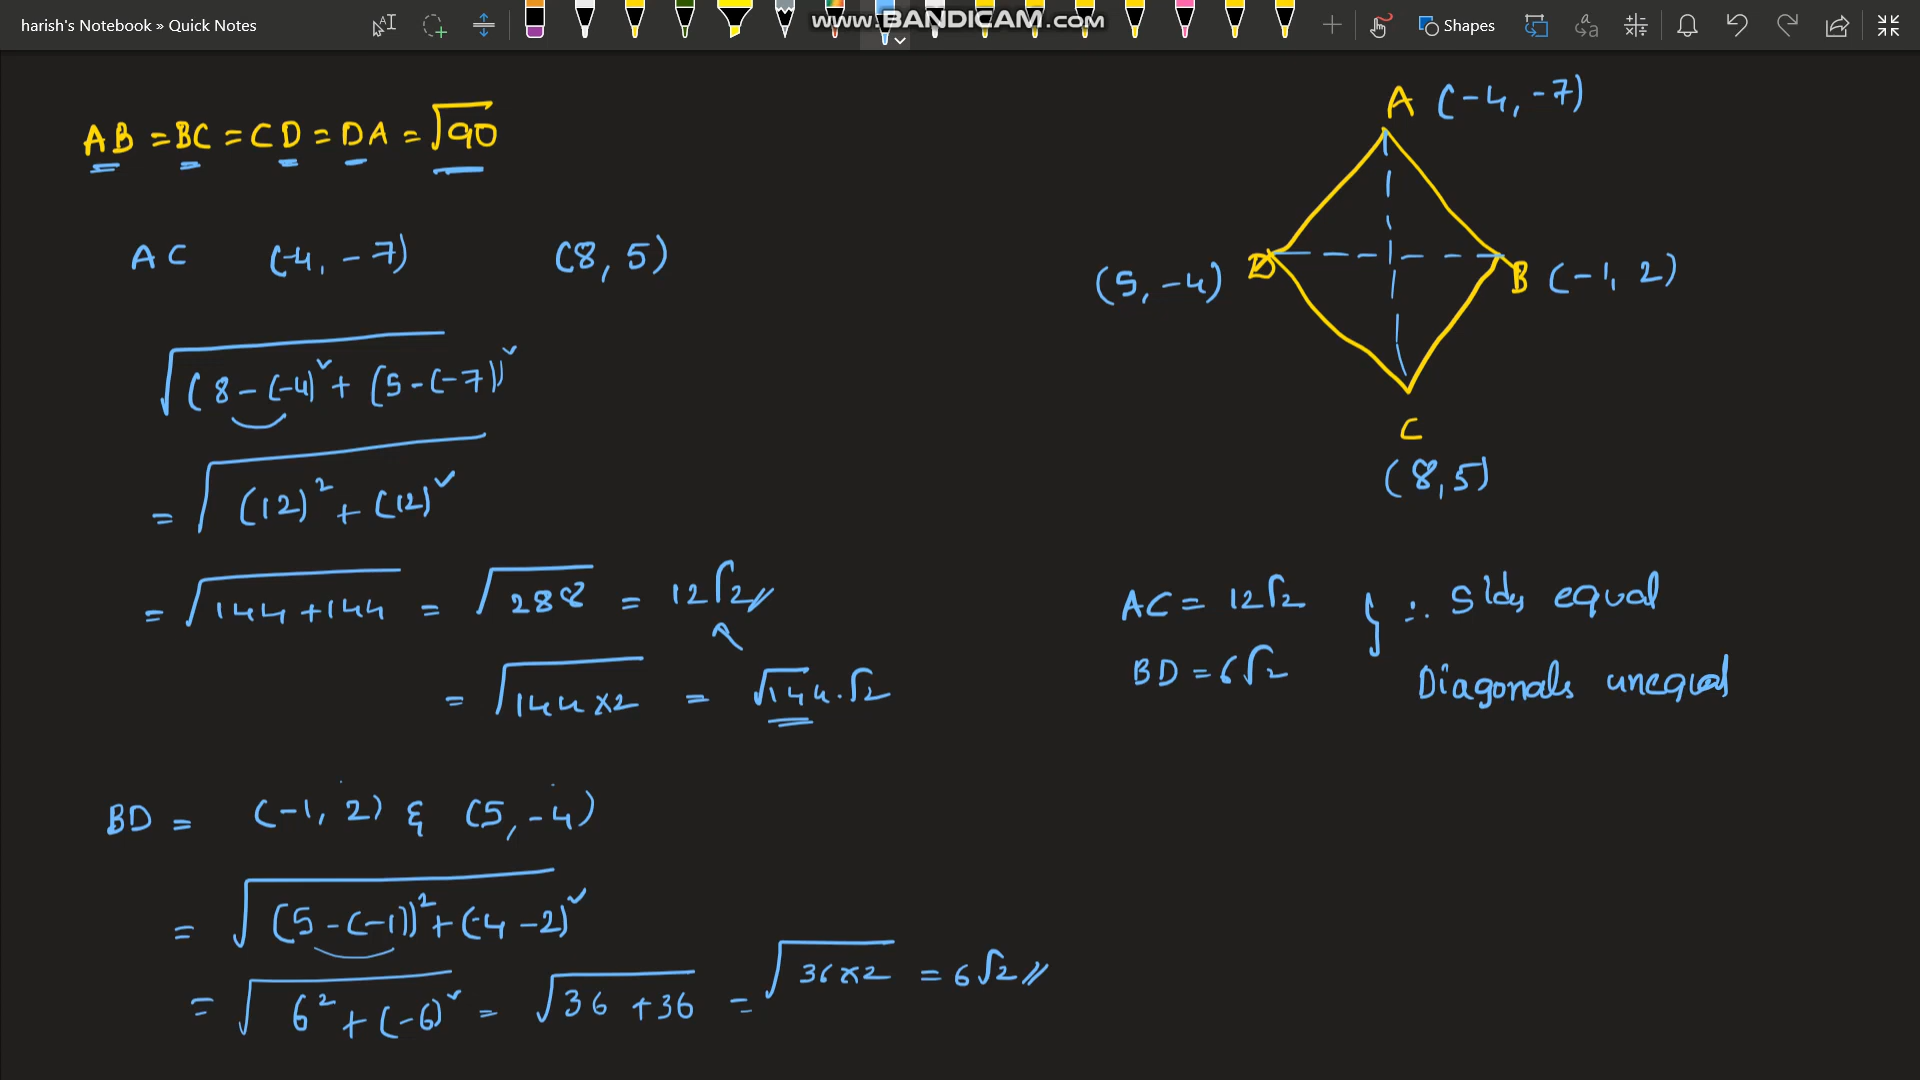 harish's Notebook » Quick Notes
www.BANDICAM.com
Shapes
AB = BC = CD = DA = √90
AC (-4, -7) (8, 5)
√(8-(-4)² + (5-(-7))²
= √(12)² + (12)²
= √144+144 = √288 = 12√2//
= √144×2 = √144.√2
BD = (-1, 2) & (5, -4)
= √(5-(-1))²+(-4-2)²
= √6²+(-6)² = √36+36 = √36×2 = 6√2//
A (-4, -7)
(5, -4) D B (-1, 2)
C
(8,5)
AC = 12√2 } ∴ Sides equal
BD = 6√2 Diagonals unequal